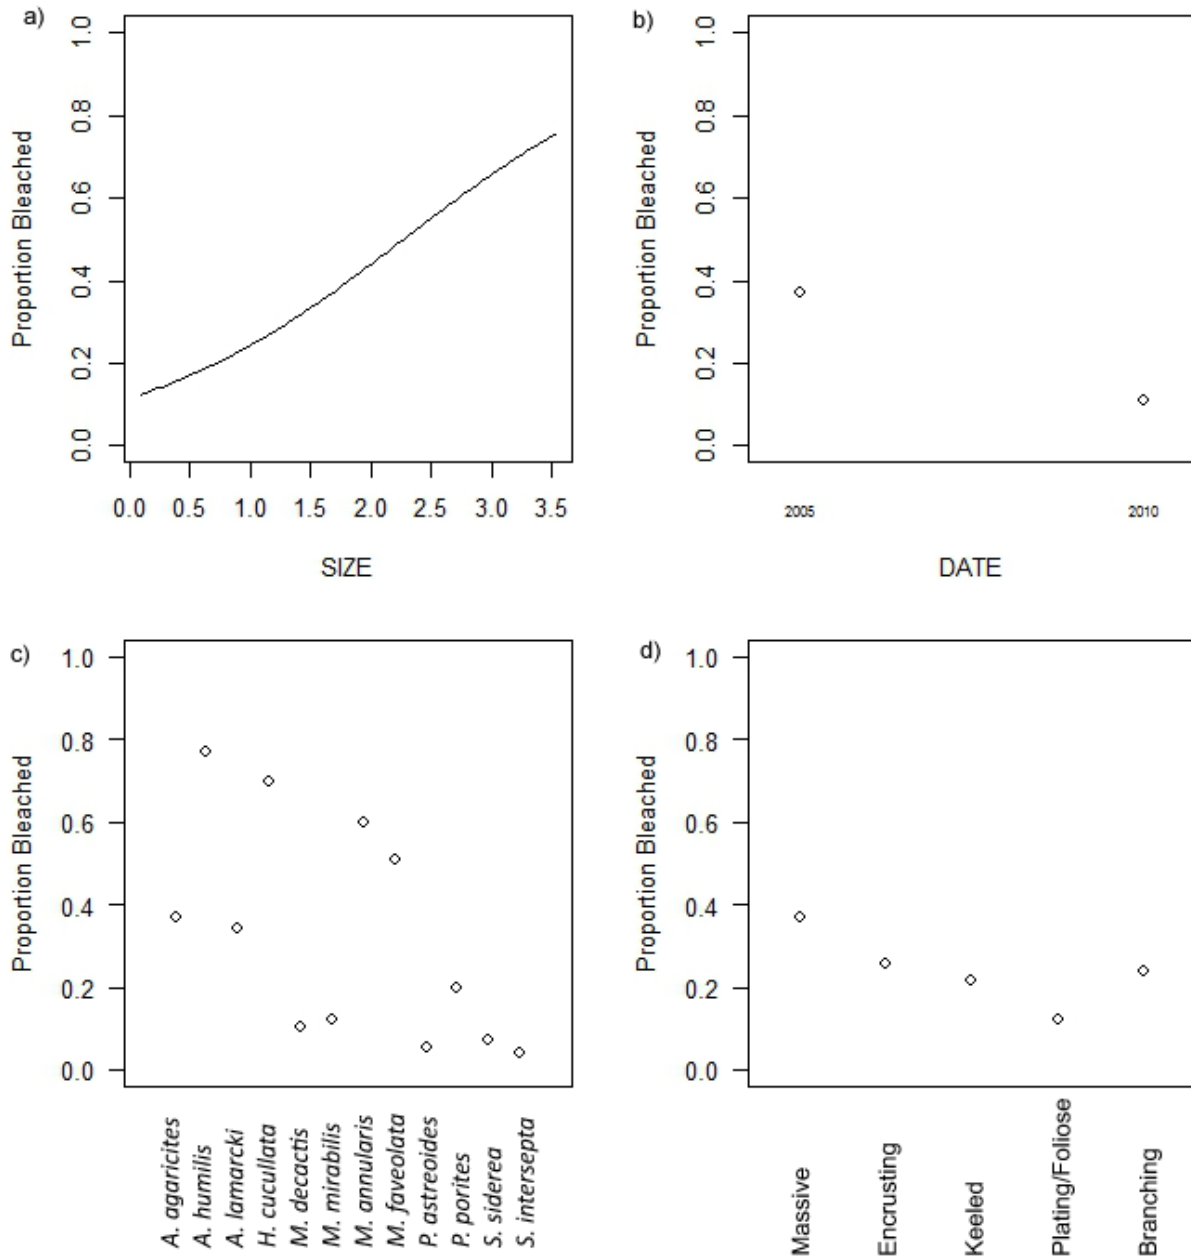 a)
Proportion Bleached
1.0
0.8
0.6
0.4
0.2
0.0
0.0 0.5 1.0 1.5 2.0 2.5 3.0 3.5
SIZE
b)
Proportion Bleached
1.0
0.8
0.6
0.4
0.2
0.0
2005 2010
DATE
c)
Proportion Bleached
1.0
0.8
0.6
0.4
0.2
0.0
A. agaricites
A. humilis
A. lamarcki
H. cucullata
M. decactis
M. mirabilis
M. annularis
M. faveolata
P. astreoides
P. porites
S. siderea
S. intersepta
d)
Proportion Bleached
1.0
0.8
0.6
0.4
0.2
0.0
Massive
Encrusting
Keeled
Plating/Foliose
Branching